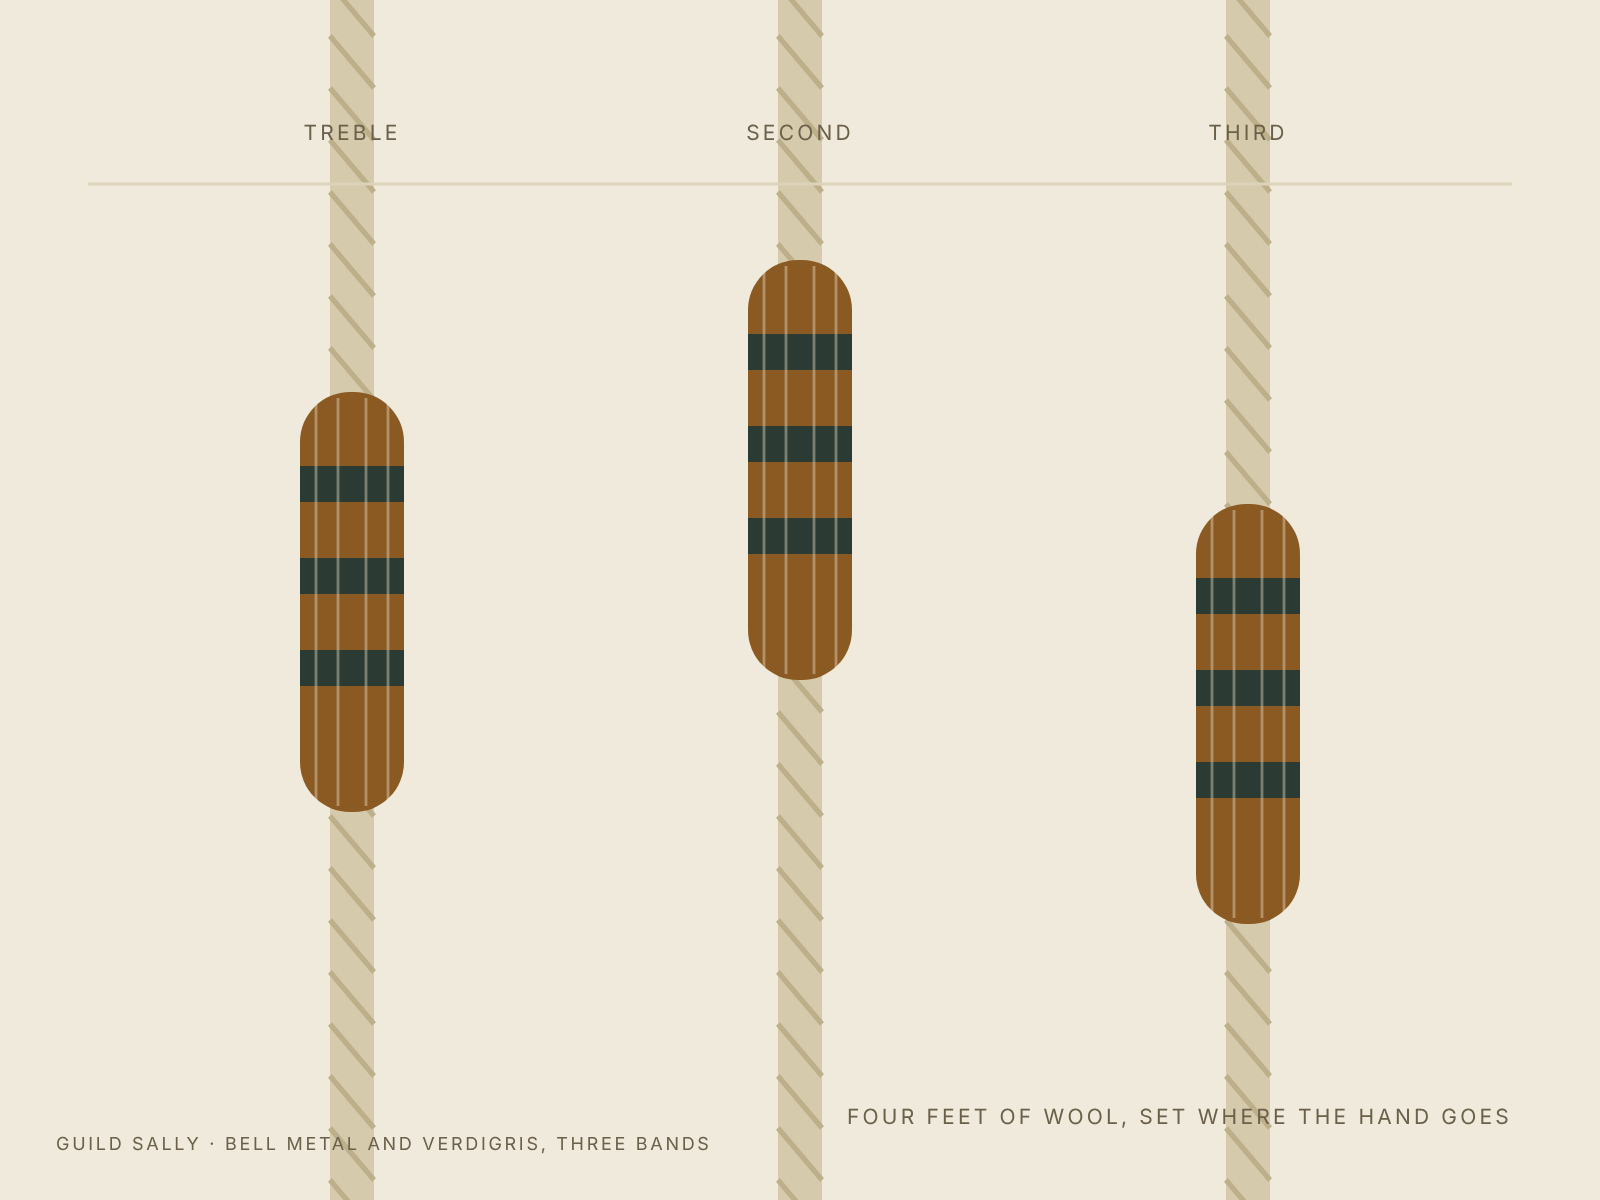 TREBLE
SECOND
THIRD
FOUR FEET OF WOOL, SET WHERE THE HAND GOES
GUILD SALLY · BELL METAL AND VERDIGRIS, THREE BANDS